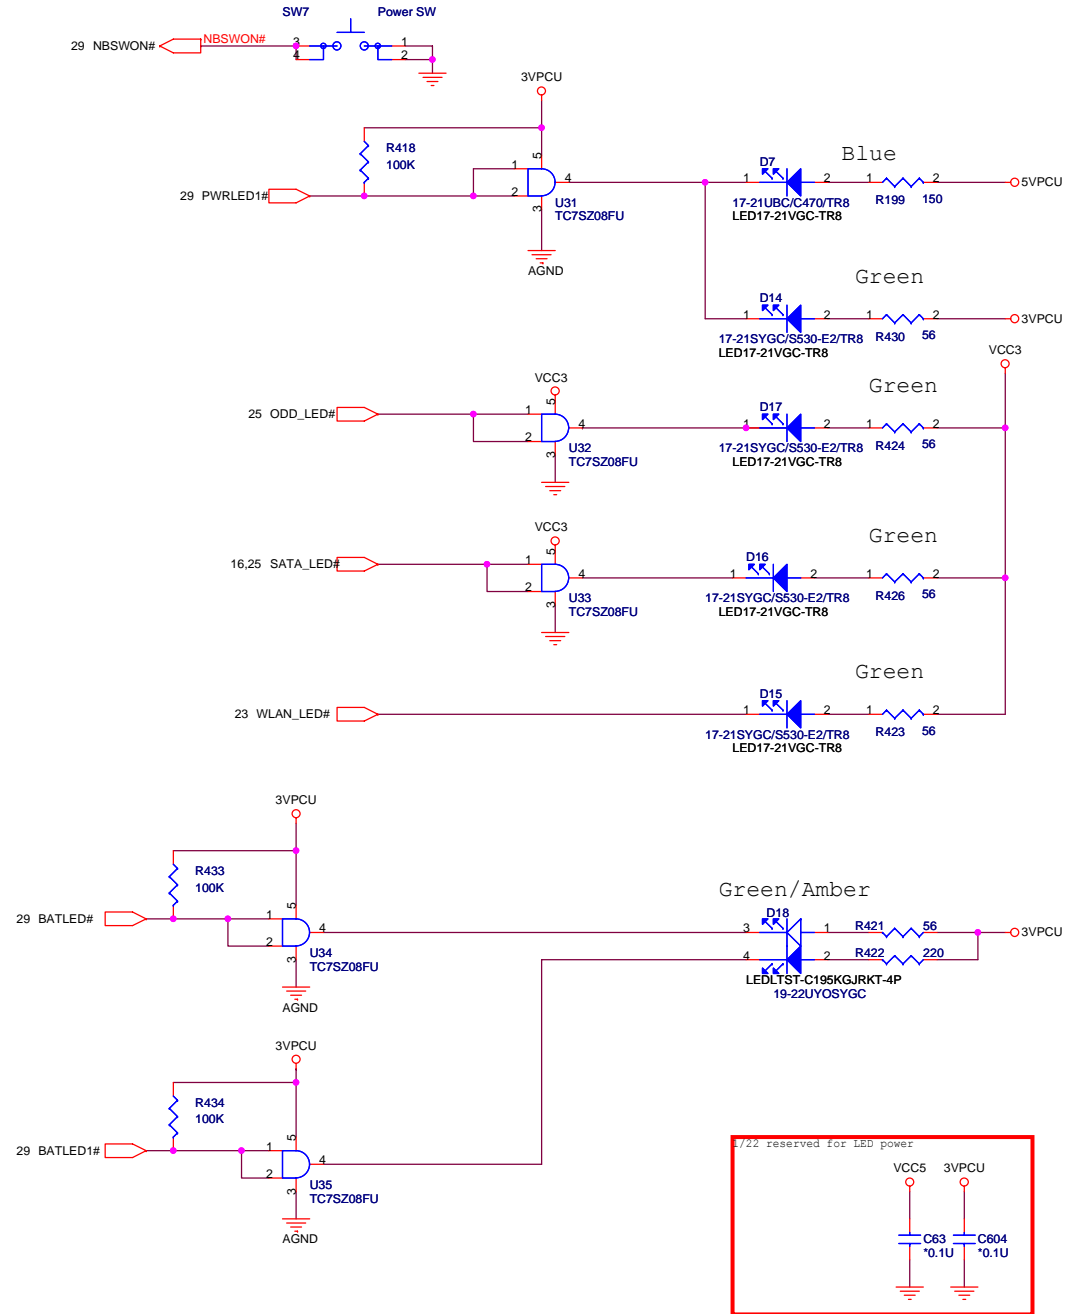 SW7 Power SW
29 NBSWON# NBSWON# 3 4 1 2
3VPCU
R418
100K
29 PWRLED1# 1 2 5 4 3
U31
TC7SZ08FU
AGND
Blue
D7
1 2 1 2 5VPCU
17-21UBC/C470/TR8 R199 150
LED17-21VGC-TR8
Green
D14
1 2 1 2 3VPCU
17-21SYGC/S530-E2/TR8 R430 56
LED17-21VGC-TR8
VCC3
VCC3
Green
25 ODD_LED# 1 2 5 4 3
U32
TC7SZ08FU
D17
1 2 1 2
17-21SYGC/S530-E2/TR8 R424 56
LED17-21VGC-TR8
VCC3
Green
16,25 SATA_LED# 1 2 5 4 3
U33
TC7SZ08FU
D16
1 2 1 2
17-21SYGC/S530-E2/TR8 R426 56
LED17-21VGC-TR8
Green
23 WLAN_LED#
D15
1 2 1 2
17-21SYGC/S530-E2/TR8 R423 56
LED17-21VGC-TR8
3VPCU
R433
100K
29 BATLED# 1 2 5 4 3
U34
TC7SZ08FU
AGND
Green/Amber
D18
3 1 R421 56 3VPCU
4 2 R422 220
LEDLTST-C195KGJRKT-4P
19-22UYOSYGC
3VPCU
R434
100K
29 BATLED1# 1 2 5 4 3
U35
TC7SZ08FU
AGND
1/22 reserved for LED power
VCC5 3VPCU
C63 C604
*0.1U *0.1U